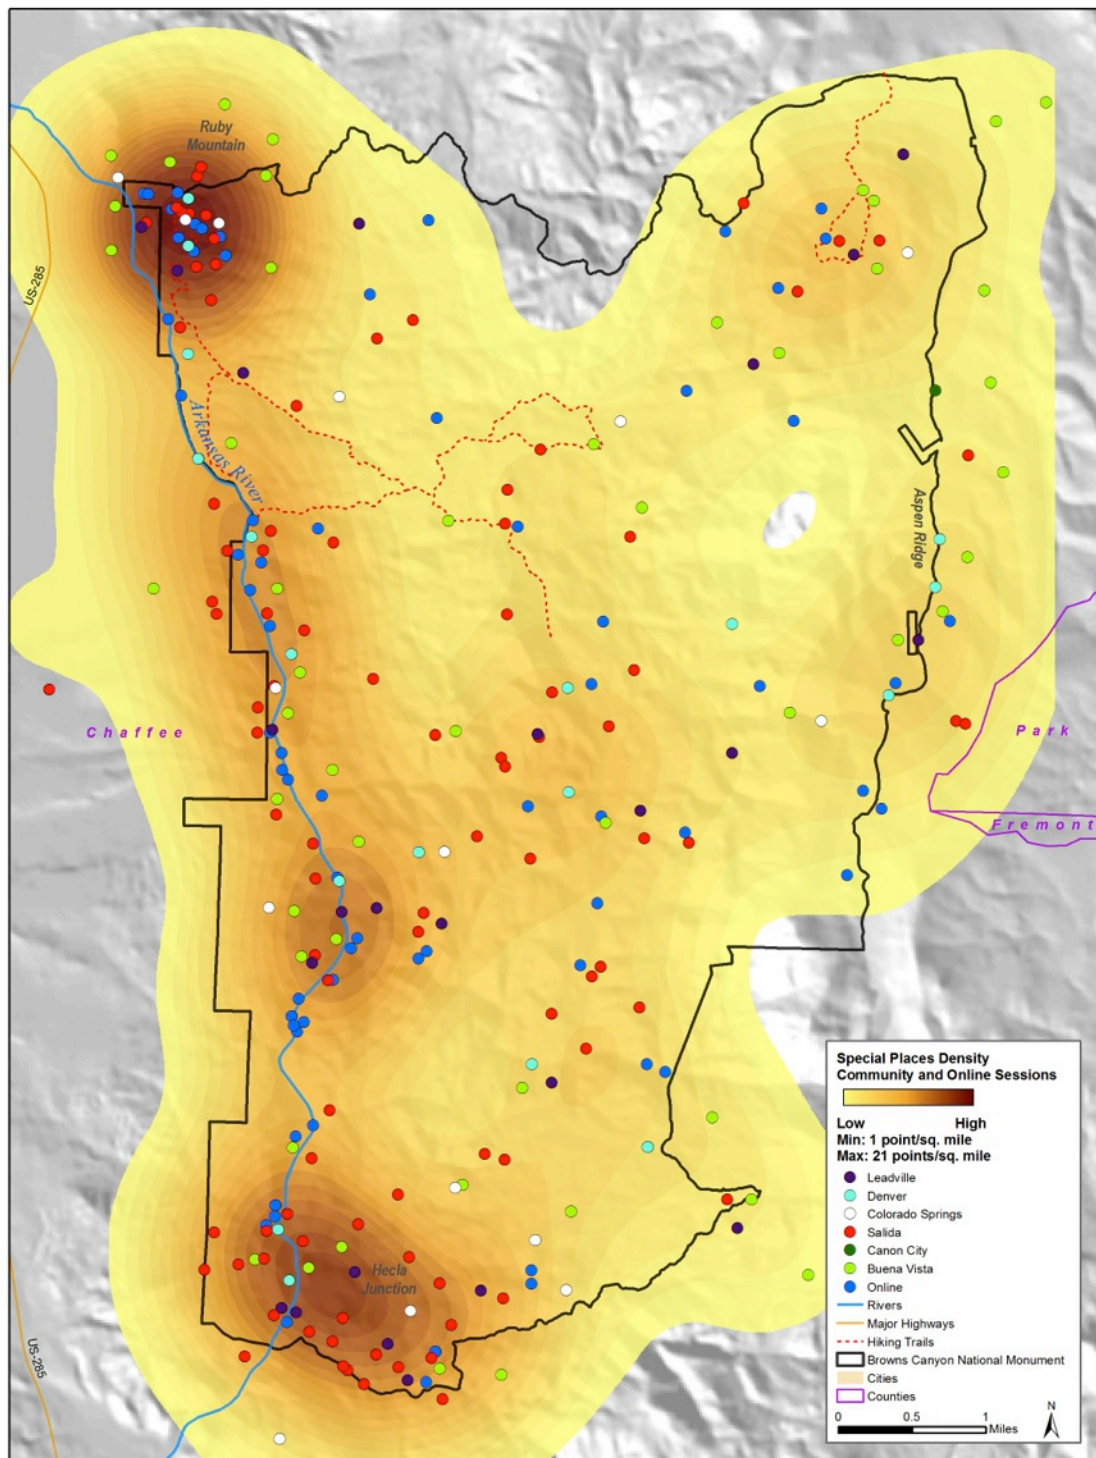 Ruby
Mountain
US-285
Arkansas River
Aspen Ridge
Chaffee
Park
Fremont
Hecla
Junction
US-285
Special Places Density
Community and Online Sessions
Low High
Min: 1 point/sq. mile
Max: 21 points/sq. mile
Leadville
Denver
Colorado Springs
Salida
Canon City
Buena Vista
Online
Rivers
Major Highways
Hiking Trails
Browns Canyon National Monument
Cities
Counties
N
0 0.5 1
Miles